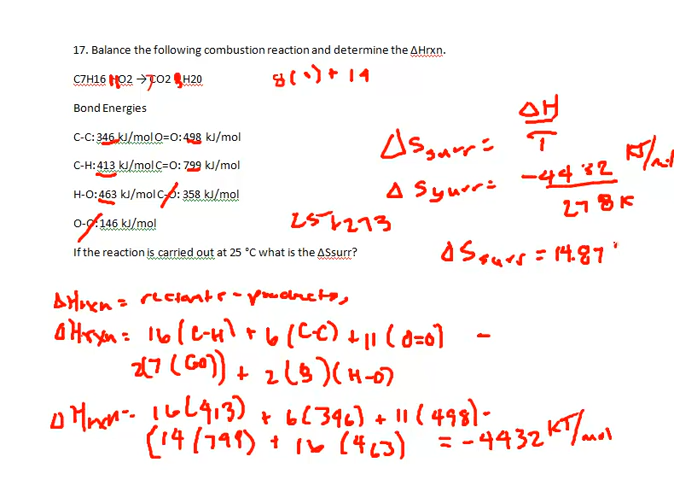 17. Balance the following combustion reaction and determine the ΔHrxn.
C7H16 11O2 → 7CO2 8H20
8( )+ 14
Bond Energies
C-C: 346 kJ/mol O=O: 498 kJ/mol
C-H: 413 kJ/mol C=O: 799 kJ/mol
H-O: 463 kJ/mol C-O: 358 kJ/mol
O-O: 146 kJ/mol
If the reaction is carried out at 25 °C what is the ΔSsurr?
ΔSsurr = ΔH/T
ΔSsurr = -4432 KJ/mol / 278 K
25+273
ΔSsurr = 14.87
ΔHrxn = rectants - products,
ΔHrxn = 16(C-H) + 6(C-C) + 11(O=O) -
2(7(C=O)) + 2(8)(H-O)
ΔHrxn = 16(413) + 6(346) + 11(498) -
(14(799) + 16(463) = -4432 KJ/mol